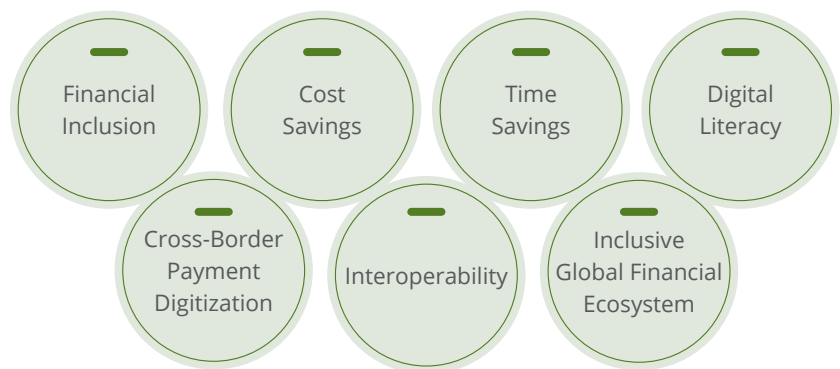 Financial
Inclusion
Cost
Savings
Time
Savings
Digital
Literacy
Cross-Border
Payment
Digitization
Interoperability
Inclusive
Global Financial
Ecosystem